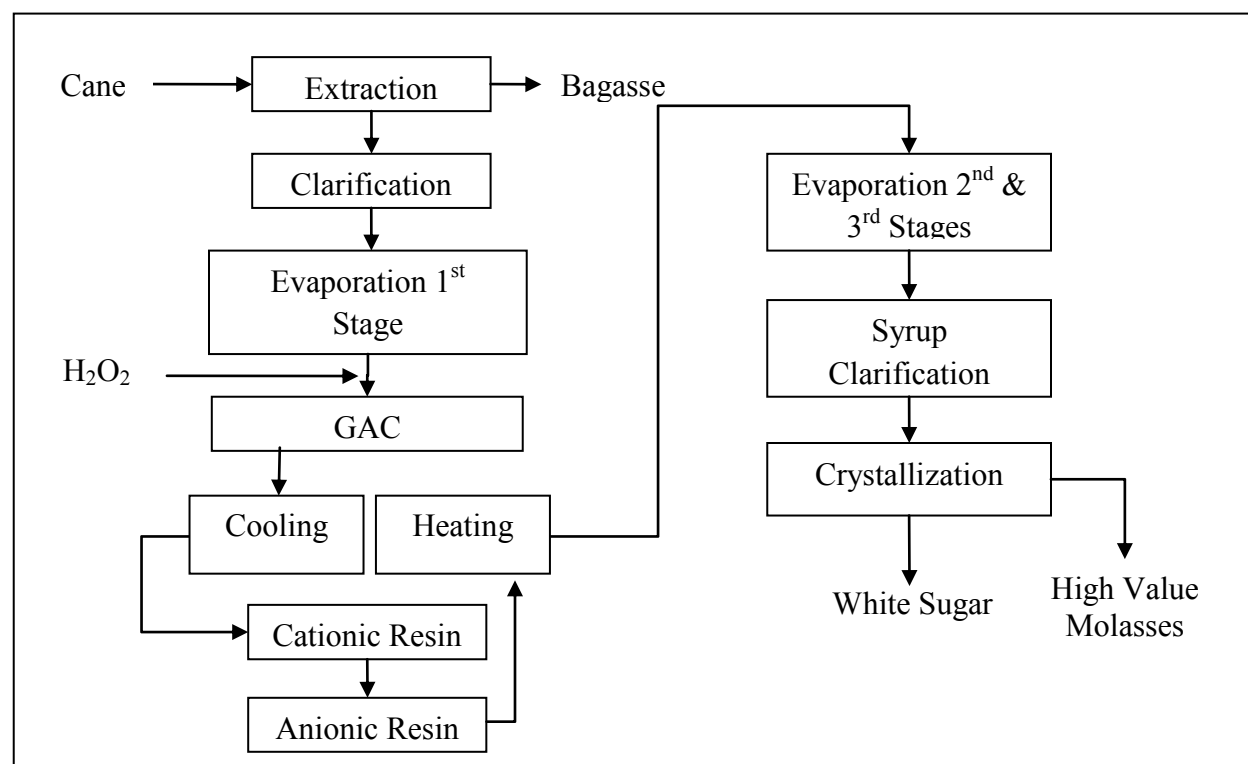 Cane
Extraction
Bagasse
Clarification
Evaporation 1st
Stage
H₂O₂
GAC
Cooling
Heating
Cationic Resin
Anionic Resin
Evaporation 2nd &
3rd Stages
Syrup
Clarification
Crystallization
White Sugar
High Value
Molasses